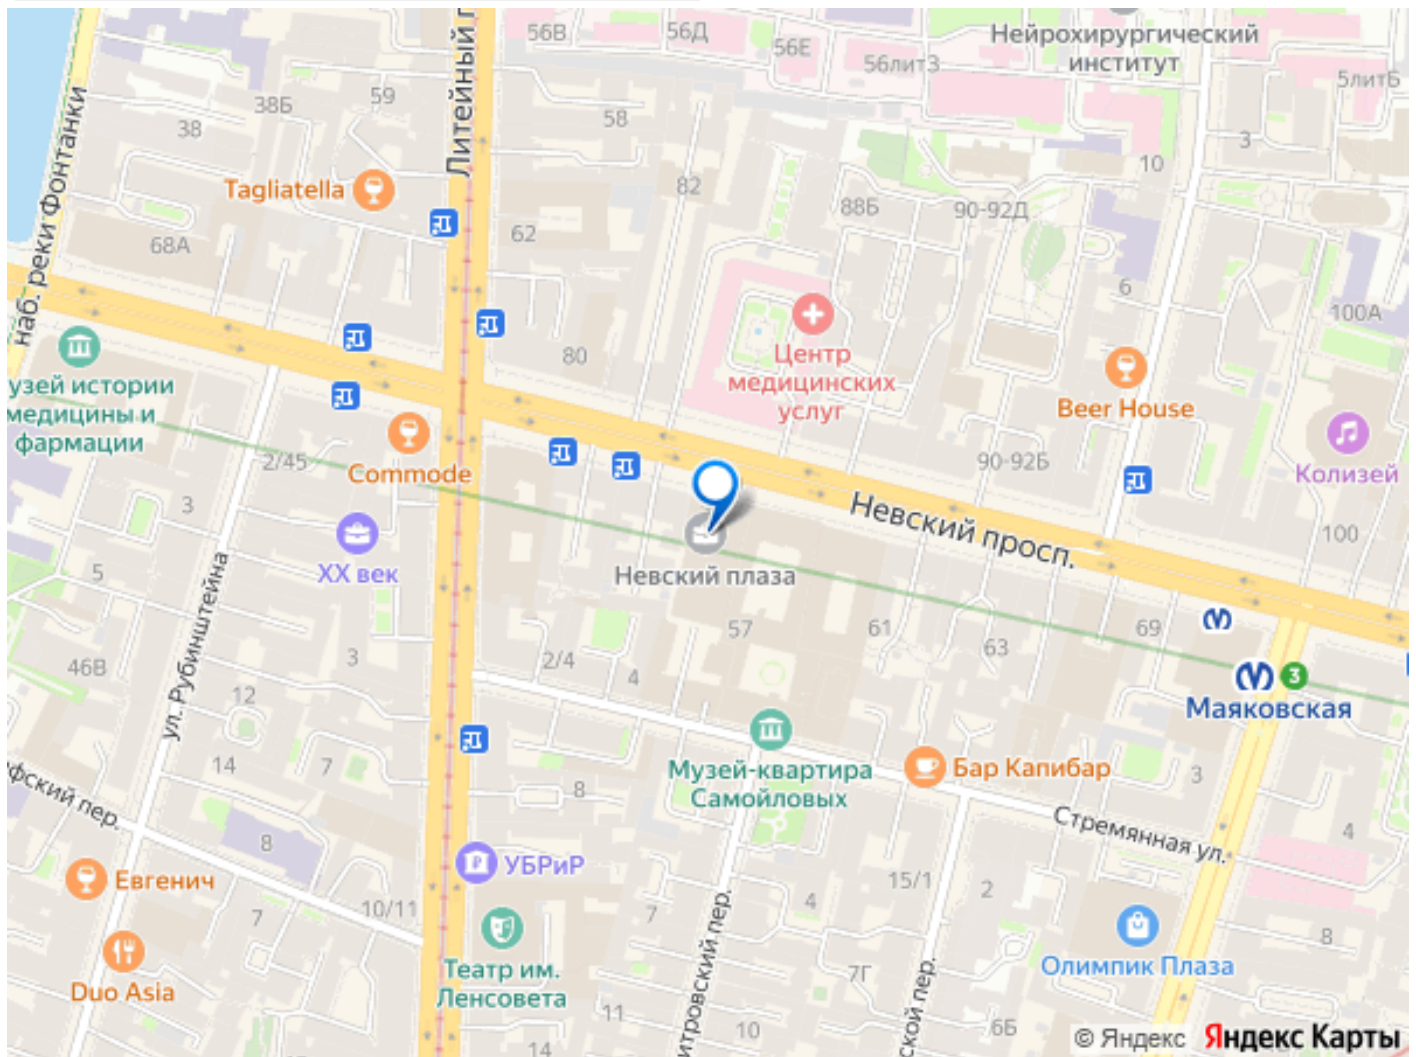 56В
56Д
56Е
56лит3
Нейрохирургический
институт
5литБ
Литейный п
наб. реки Фонтанки
38Б
59
38
58
3
10
Tagliatella
82
88Б
90-92Д
68А
62
6
100А
80
Центр
медицинских
услуг
Beer House
узей истории
медицины и
фармации
2/45
Commode
90-92Б
Колизей
3
Невский просп.
100
XX век
Невский плаза
5
ул. Рубинштейна
57
61
63
69
46В
3
2/4
4
3
Маяковская
12
14
7
8
Музей-квартира
Самойловых
Бар Капибар
3
фский пер.
Стремянная ул.
4
8
УБРиР
Евгенич
10/11
7
15/1
2
4
7
8
Театр им.
Ленсовета
Duo Asia
итровский пер.
7Г
ской пер.
Олимпик Плаза
11
10
14
6Б
© Яндекс Яндекс Карты